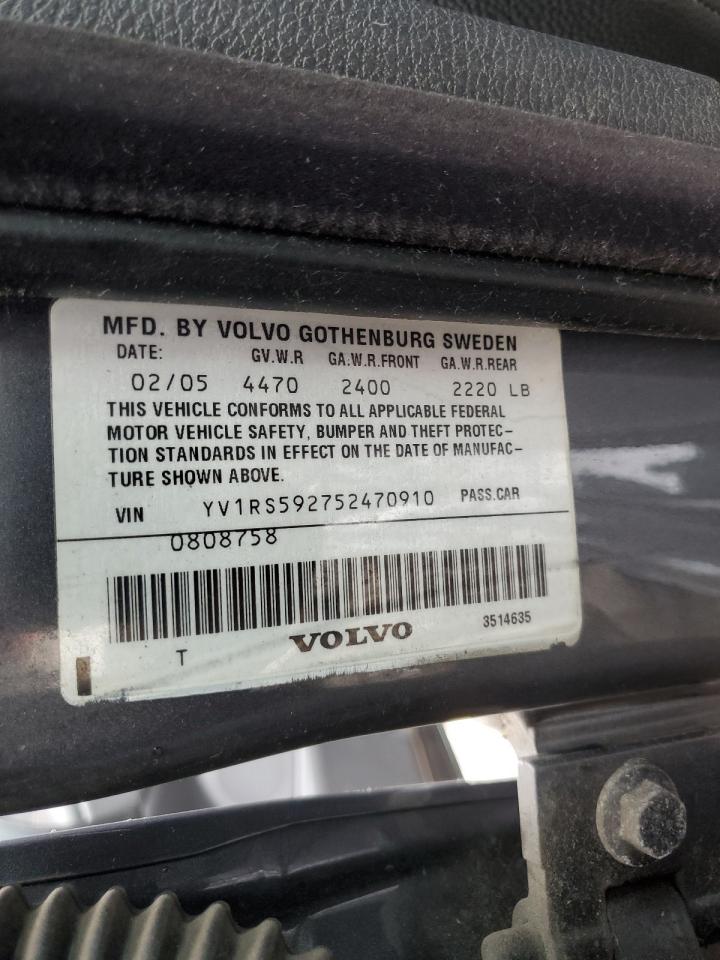 MFD. BY VOLVO GOTHENBURG SWEDEN
DATE: GV.W.R GA.W.R.FRONT GA.W.R.REAR
02/05 4470 2400 2220 LB
THIS VEHICLE CONFORMS TO ALL APPLICABLE FEDERAL
MOTOR VEHICLE SAFETY, BUMPER AND THEFT PROTEC-
TION STANDARDS IN EFFECT ON THE DATE OF MANUFAC-
TURE SHOWN ABOVE.
VIN YV1RS592752470910 PASS.CAR
0808758
T VOLVO 3514635